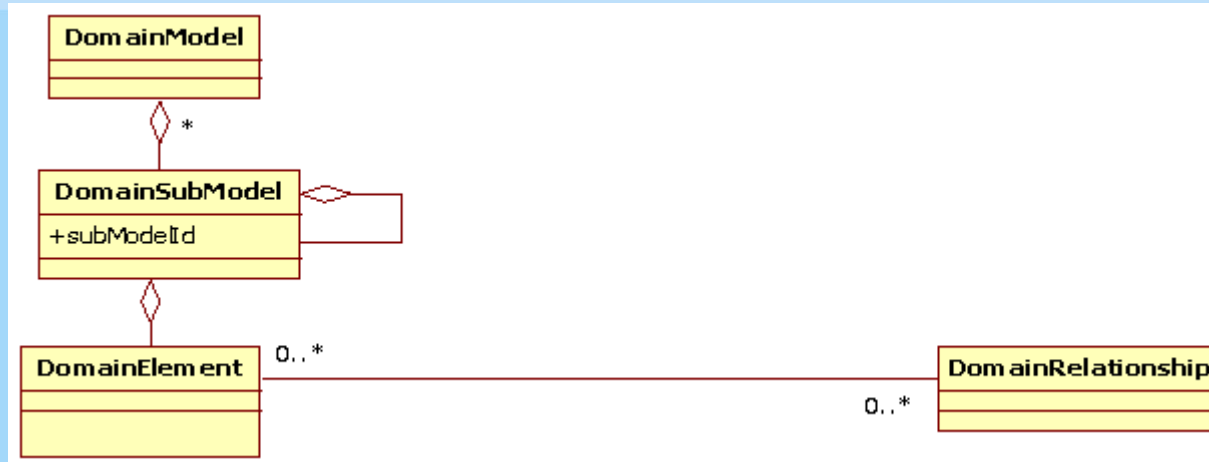 DomainModel
*
DomainSubModel
+subModelId
0..*
DomainElement
DomainRelationship
0..*